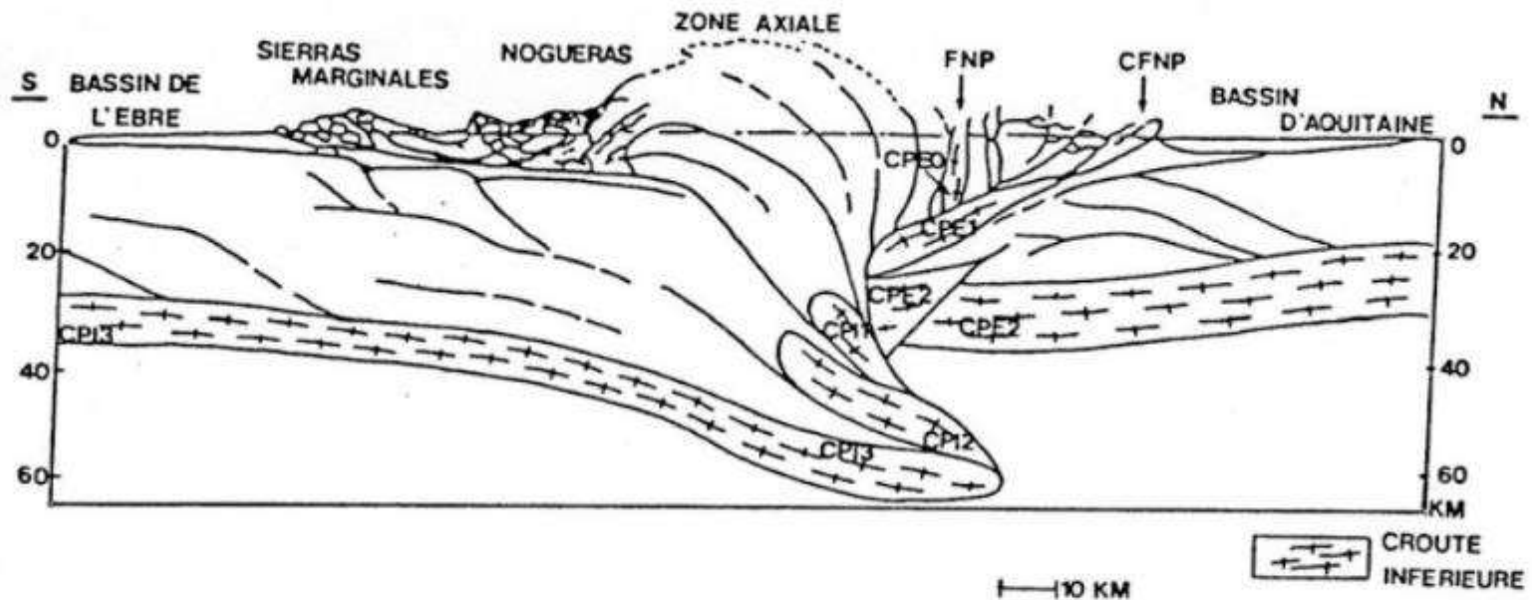 ZONE AXIALE
SIERRAS
MARGINALES
NOGUERAS
FNP
CFNP
S
BASSIN DE
L'EBRE
BASSIN
D'AQUITAINE
N
0
0
CPE0
CPE1
20
20
CPE2
CPE2
CPI1
CPI3
40
40
CPI2
CPI3
60
60
KM
CROUTE
INFERIEURE
10 KM